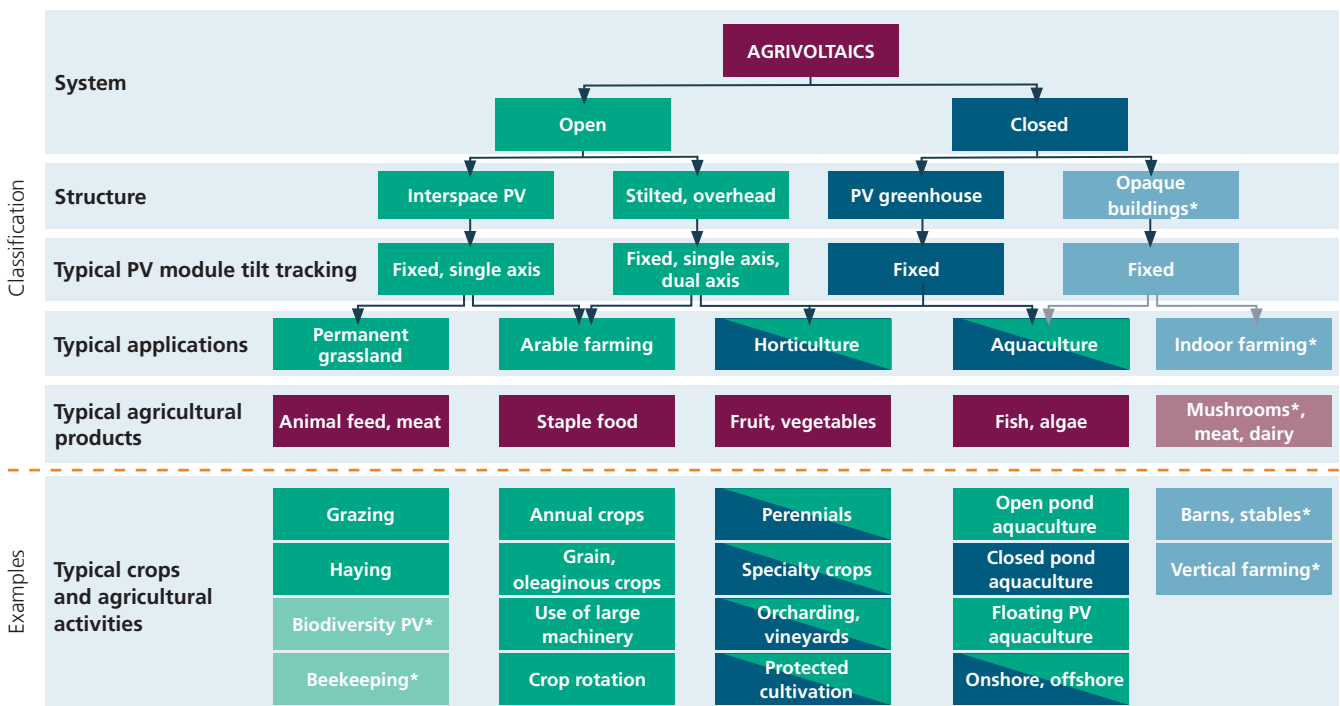 AGRIVOLTAICS
System
Open
Closed
Classification
Structure
Interspace PV
Stilted, overhead
PV greenhouse
Opaque
buildings*
Typical PV module tilt tracking
Fixed, single axis
Fixed, single axis,
dual axis
Fixed
Fixed
Typical applications
Permanent
grassland
Arable farming
Horticulture
Aquaculture
Indoor farming*
Typical agricultural
products
Animal feed, meat
Staple food
Fruit, vegetables
Fish, algae
Mushrooms*,
meat, dairy
Examples
Typical crops
and agricultural
activities
Grazing
Haying
Biodiversity PV*
Beekeeping*
Annual crops
Grain,
oleaginous crops
Use of large
machinery
Crop rotation
Perennials
Specialty crops
Orcharding,
vineyards
Protected
cultivation
Open pond
aquaculture
Closed pond
aquaculture
Floating PV
aquaculture
Onshore, offshore
Barns, stables*
Vertical farming*